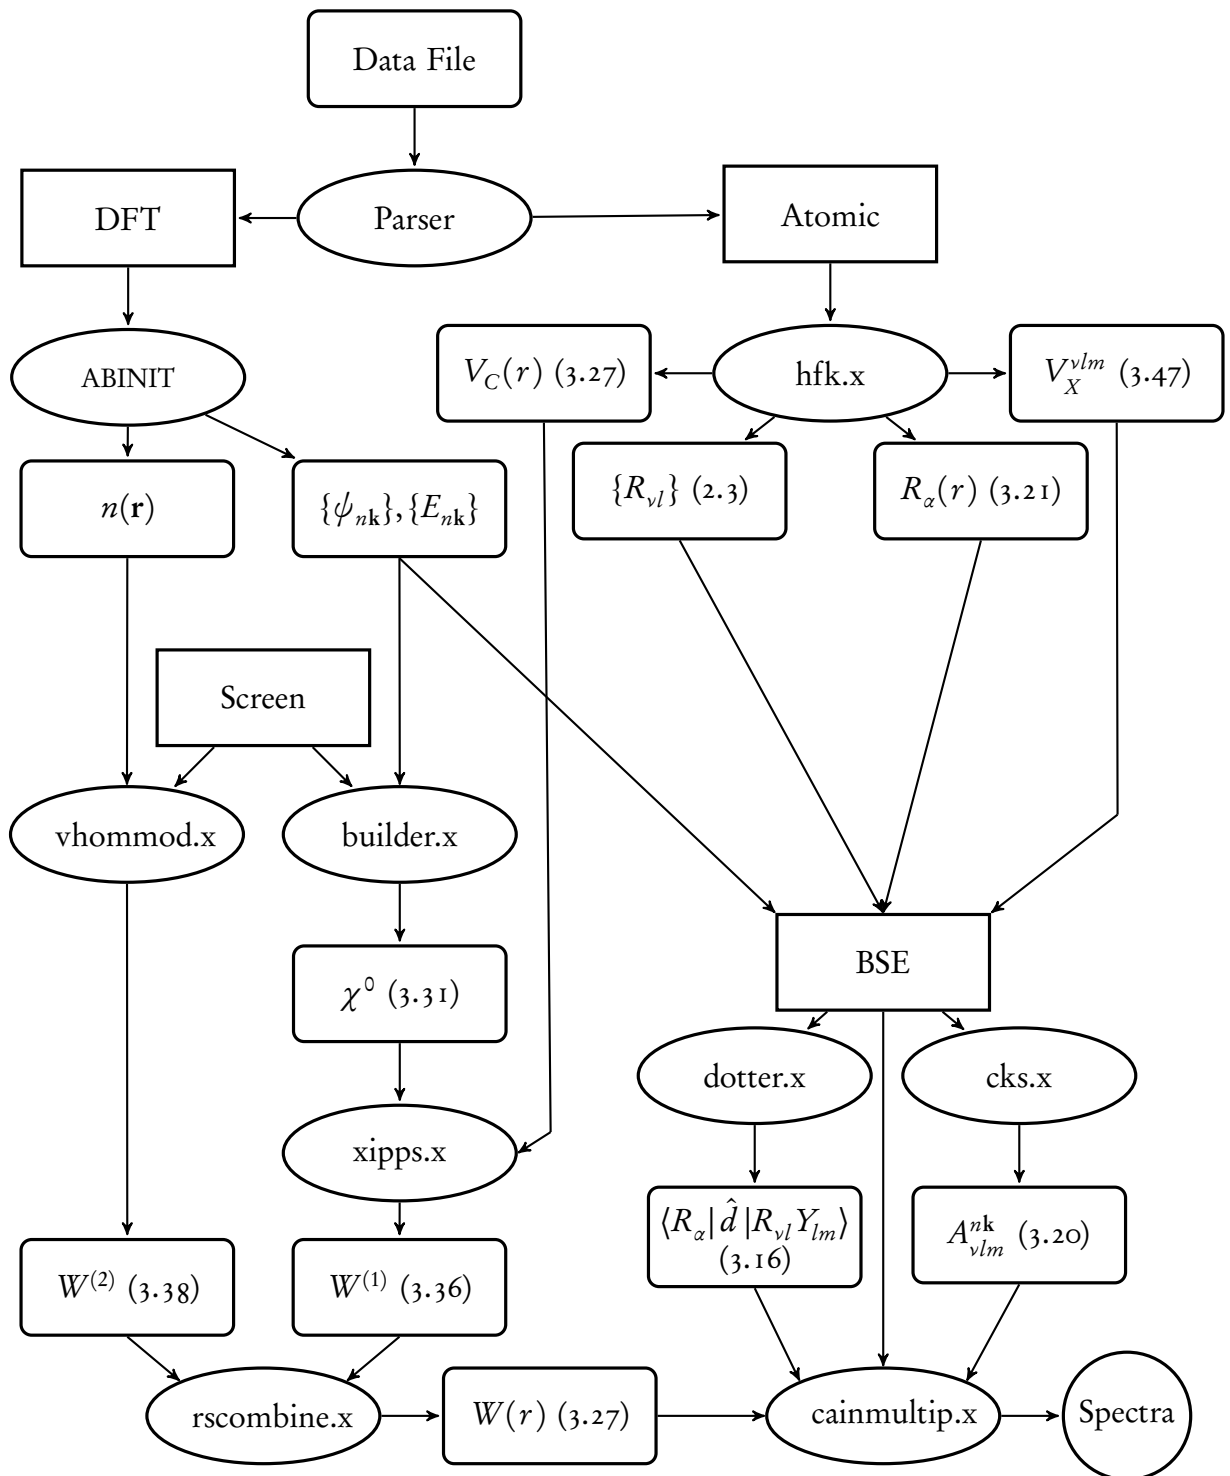 Data File
DFT
Parser
Atomic
ABINIT
V_C(r) (3.27)
hfk.x
V_X^{νlm} (3.47)
n(𝐫)
{ψ_{n𝐤}}, {E_{n𝐤}}
{R_{νl}} (2.3)
R_α(r) (3.21)
Screen
vhommod.x
builder.x
BSE
χ⁰ (3.31)
dotter.x
cks.x
xipps.x
⟨R_α| d̂ |R_{νl}Y_{lm}⟩
(3.16)
A_{νlm}^{n𝐤} (3.20)
W⁽²⁾ (3.38)
W⁽¹⁾ (3.36)
rscombine.x
W(r) (3.27)
cainmultip.x
Spectra